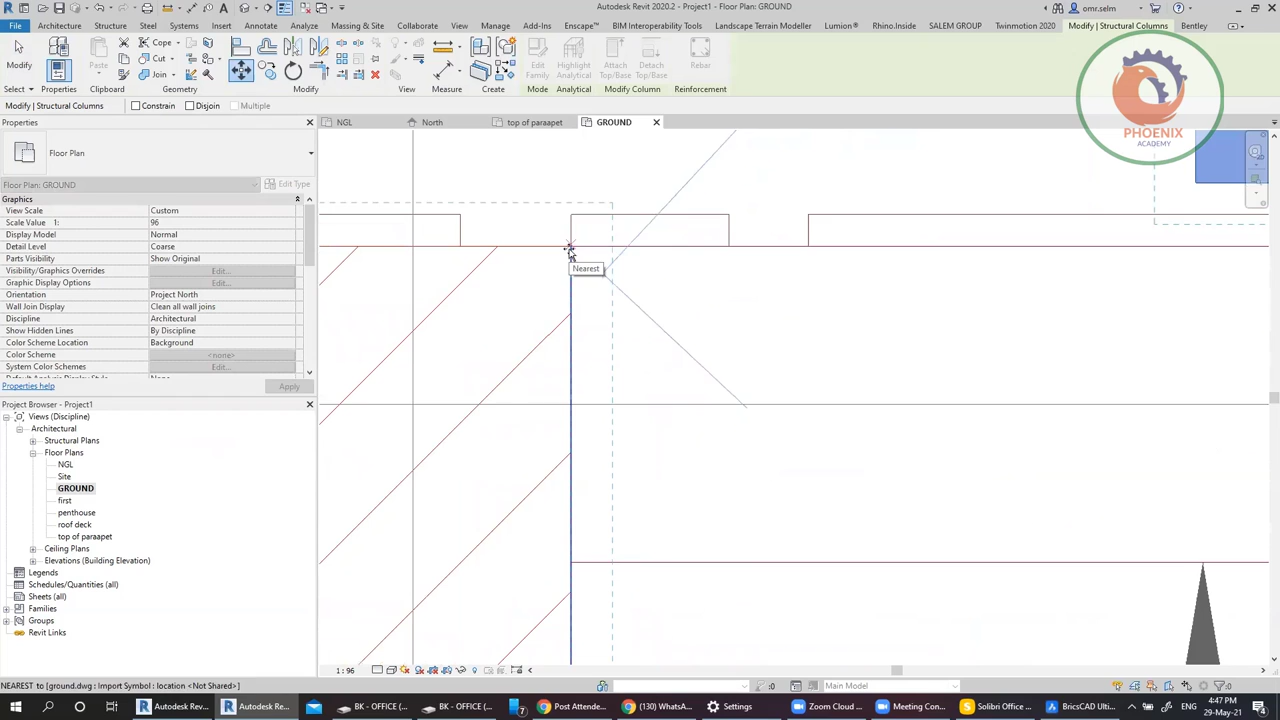 Autodesk Revit 2020.2 - Project1 - Floor Plan: GROUND
omr.selm
File Architecture Structure Steel Systems Insert Annotate Analyze Massing & Site Collaborate View Manage Add-Ins Enscape™ BIM Interoperability Tools Landscape Terrain Modeller Lumion® Rhino.Inside SALEM GROUP Twinmotion 2020 Modify | Structural Columns Bentley
Modify Paste Cope Cut Join Edit Family Highlight Analytical Attach Top/Base Detach Top/Base Rebar
Select Properties Clipboard Geometry Modify View Measure Create Mode Analytical Modify Column Reinforcement
Modify | Structural Columns Constrain Disjoin Multiple
PHOENIX
ACADEMY
Properties
NGL North top of paraapet GROUND
Floor Plan
Floor Plan: GROUND Edit Type
Graphics
View Scale Custom
Scale Value 1: 96
Display Model Normal
Detail Level Coarse
Parts Visibility Show Original
Visibility/Graphics Overrides Edit...
Graphic Display Options Edit...
Orientation Project North
Wall Join Display Clean all wall joins
Discipline Architectural
Show Hidden Lines By Discipline
Color Scheme Location Background
Color Scheme <none>
System Color Schemes Edit...
Properties help Apply
Nearest
Project Browser - Project1
Views (Discipline)
Architectural
Structural Plans
Floor Plans
NGL
Site
GROUND
first
penthouse
roof deck
top of paraapet
Ceiling Plans
Elevations (Building Elevation)
Legends
Schedules/Quantities (all)
Sheets (all)
Families
Groups
Revit Links
1 : 96
NEAREST to [ground.dwg : Import Symbol : location <Not Shared>]
:0 Main Model :0
Autodesk Rev... Autodesk Re... BK - OFFICE (... BK - OFFICE (... Post Attende... (130) WhatsA... Settings Zoom Cloud ... Meeting Con... Solibri Office ... BricsCAD Ulti...
4:47 PM
29-May-21